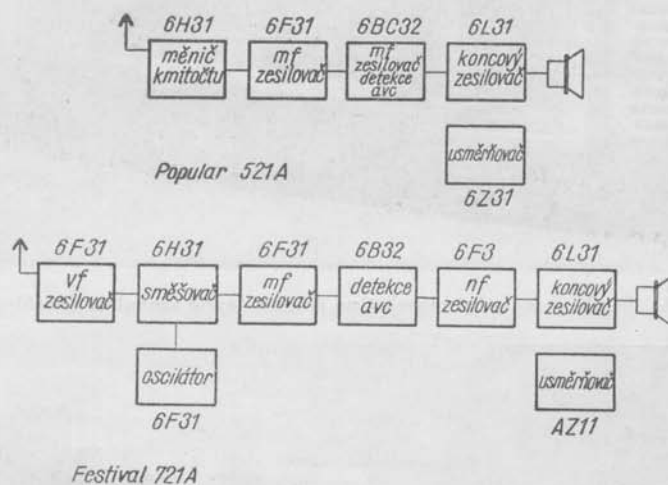 6H31 6F31 6BC32 6L31
měnič
kmitočtu
mf
zesilovač
mf
zesilovač
detekce
avc
koncový
zesilovač
usměrňovač
6Z31
Popular 521A
6F31 6H31 6F31 6B32 6F3 6L31
vf
zesilovač
směšovač
mf
zesilovač
detekce
avc
nf
zesilovač
koncový
zesilovač
oscilátor
6F31
usměrňovač
AZ11
Festival 721A